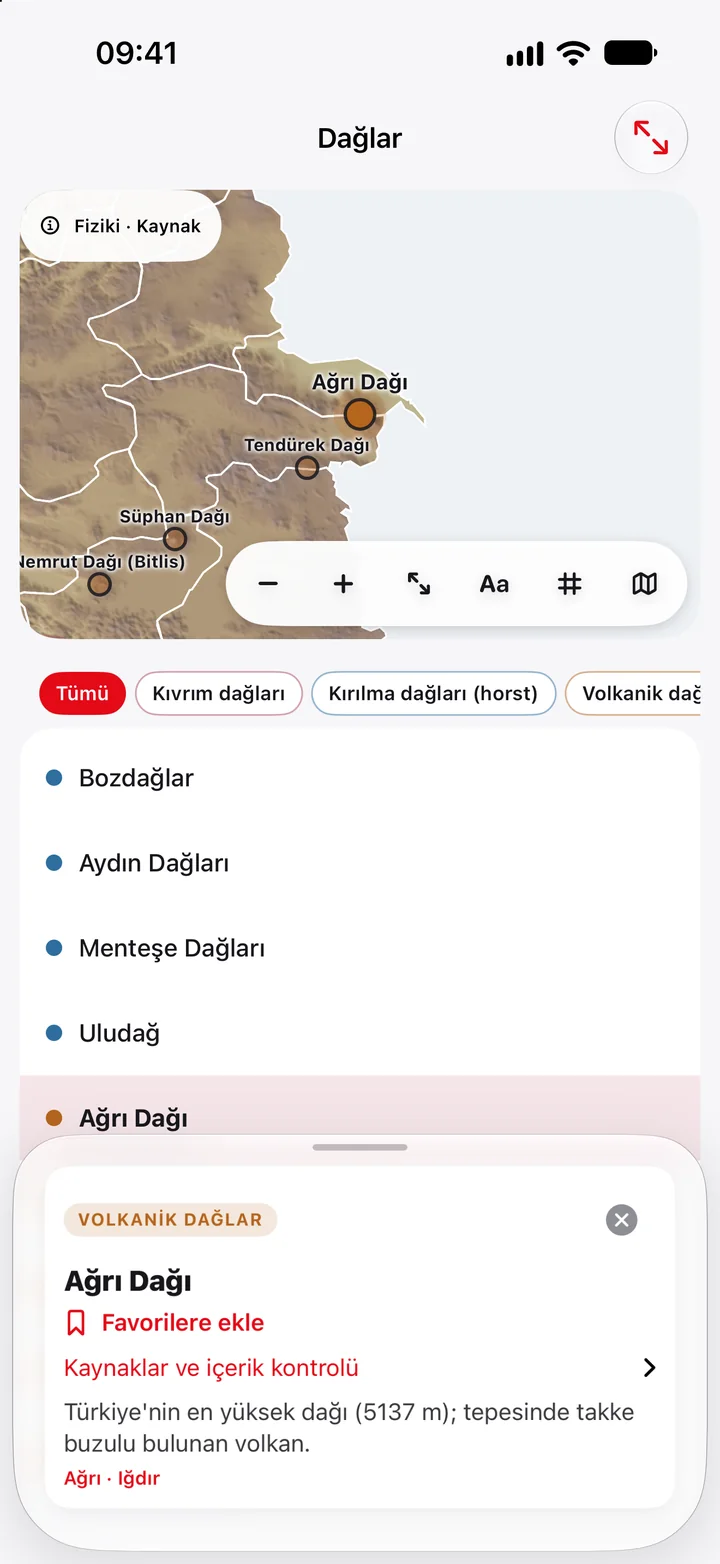 09:41
Dağlar
Fiziki · Kaynak
Ağrı Dağı
Tendürek Dağı
Süphan Dağı
Nemrut Dağı (Bitlis)
Aa
Tümü
Kıvrım dağları
Kırılma dağları (horst)
Volkanik dağ
Bozdağlar
Aydın Dağları
Menteşe Dağları
Uludağ
Ağrı Dağı
VOLKANİK DAĞLAR
Ağrı Dağı
Favorilere ekle
Kaynaklar ve içerik kontrolü
Türkiye'nin en yüksek dağı (5137 m); tepesinde takke
buzulu bulunan volkan.
Ağrı · Iğdır